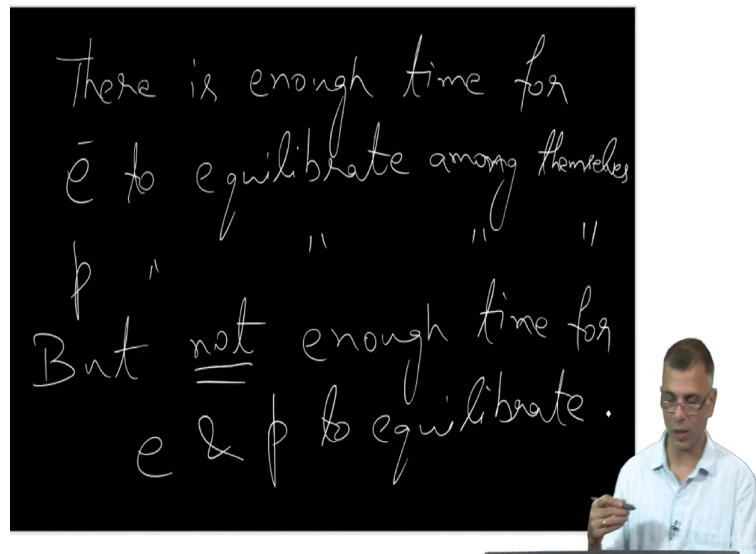 There is enough time for
ē to equilibrate among themselves
p " " " "
But not enough time for
e & p to equilibrate.